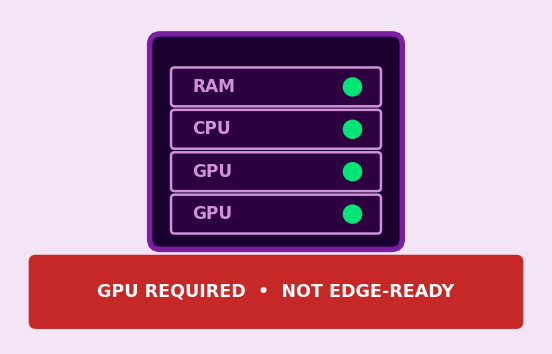 RAM
CPU
GPU
GPU
GPU REQUIRED • NOT EDGE-READY